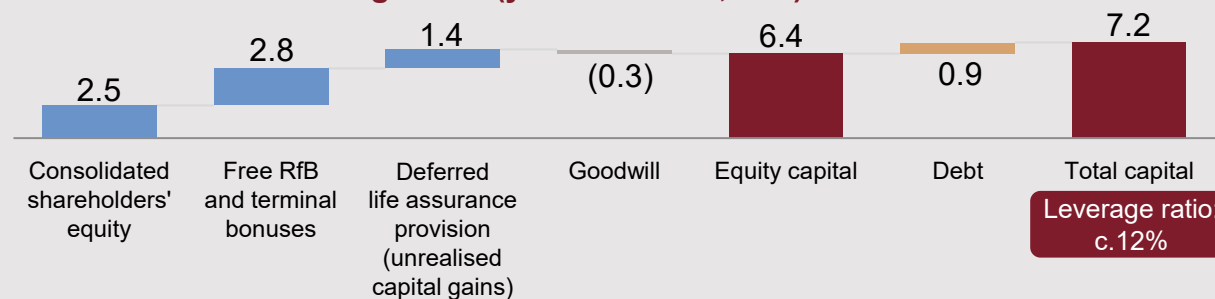 2.5
2.8
1.4
(0.3)
6.4
0.9
7.2
Consolidated
shareholders'
equity
Free RfB
and terminal
bonuses
Deferred
life assurance
provision
(unrealised
capital gains)
Goodwill
Equity capital
Debt
Total capital
Leverage ratio:
c.12%